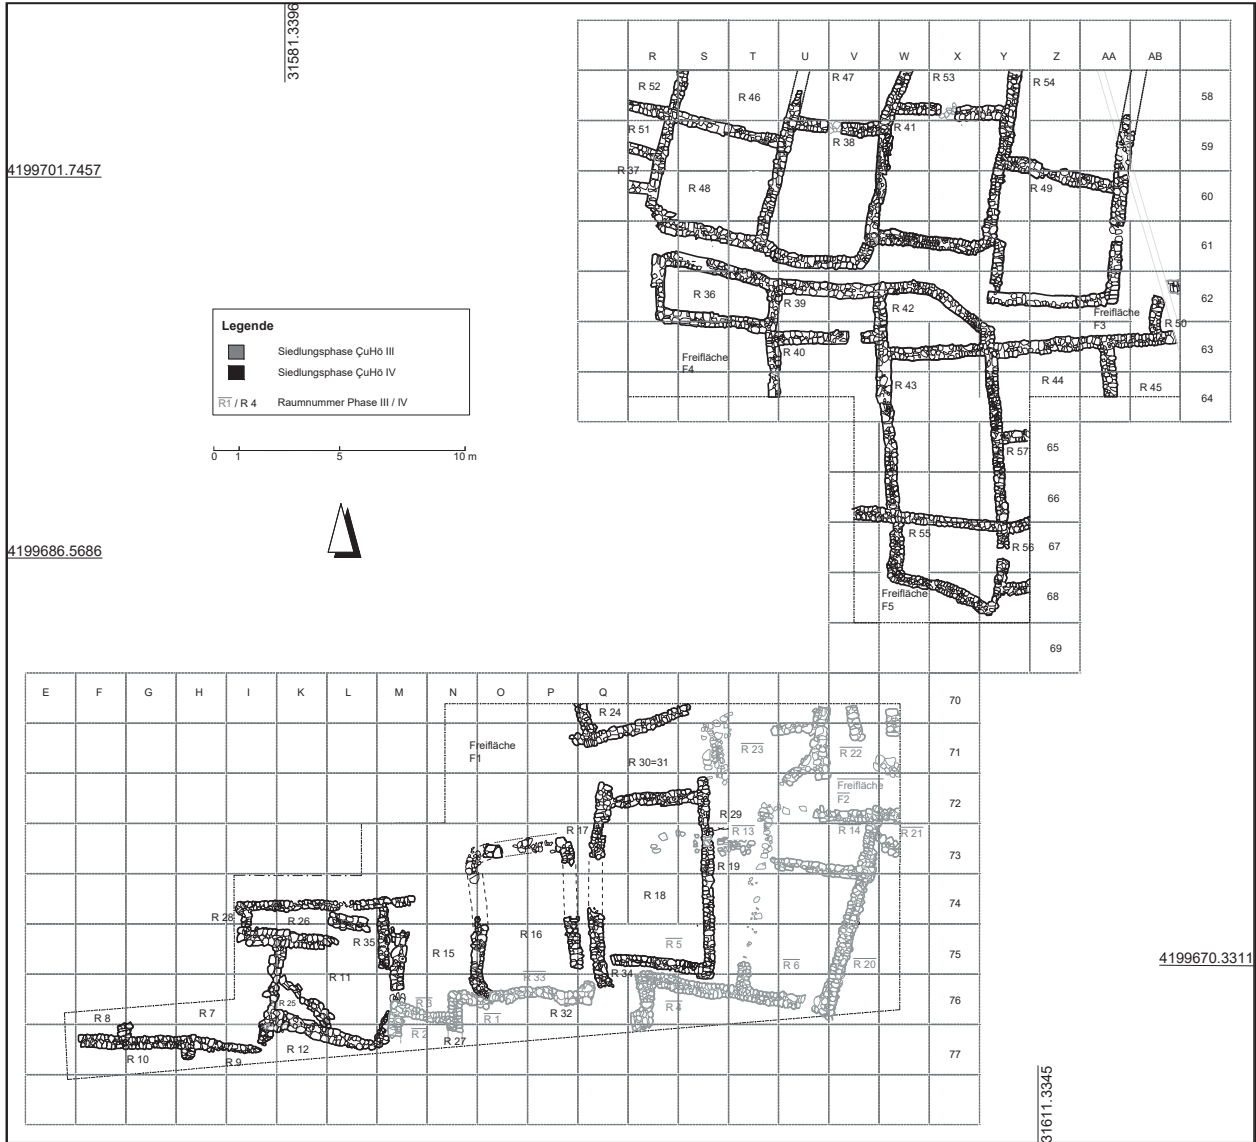 31581.3396
R S T U V W X Y Z AA AB
R 52 R 46 R 47 R 53 R 54 58
R 51 R 38 R 41 59
4199701.7457
R 37 R 48 R 49 60
61
R 36 R 39 R 42 62
Freifläche
F3
R 50
Legende
Siedlungsphase ÇuHö III
Siedlungsphase ÇuHö IV
R1 / R 4 Raumnummer Phase III / IV
Freifläche
F4
R 40 63
R 43 R 44 R 45 64
0 1 5 10 m
R 57 65
66
4199686.5686
R 55 R 56 67
Freifläche
F5
68
69
E F G H I K L M N O P Q 70
R 24
Freifläche
F1
R 23 R 22 71
R 30=31
Freifläche
F2
72
R 29
R 17 R 13 R 14 R 21 73
R 19
R 28 R 26 R 18 74
R 35 R 15 R 16 R 5
R 11 R 33 R 34 R 6 R 20 75
4199670.3311
R 25 R 3 R 4 76
R 8 R 7 R 2 R 1 R 32
R 10 R 9 R 12 R 27 77
31611.3345